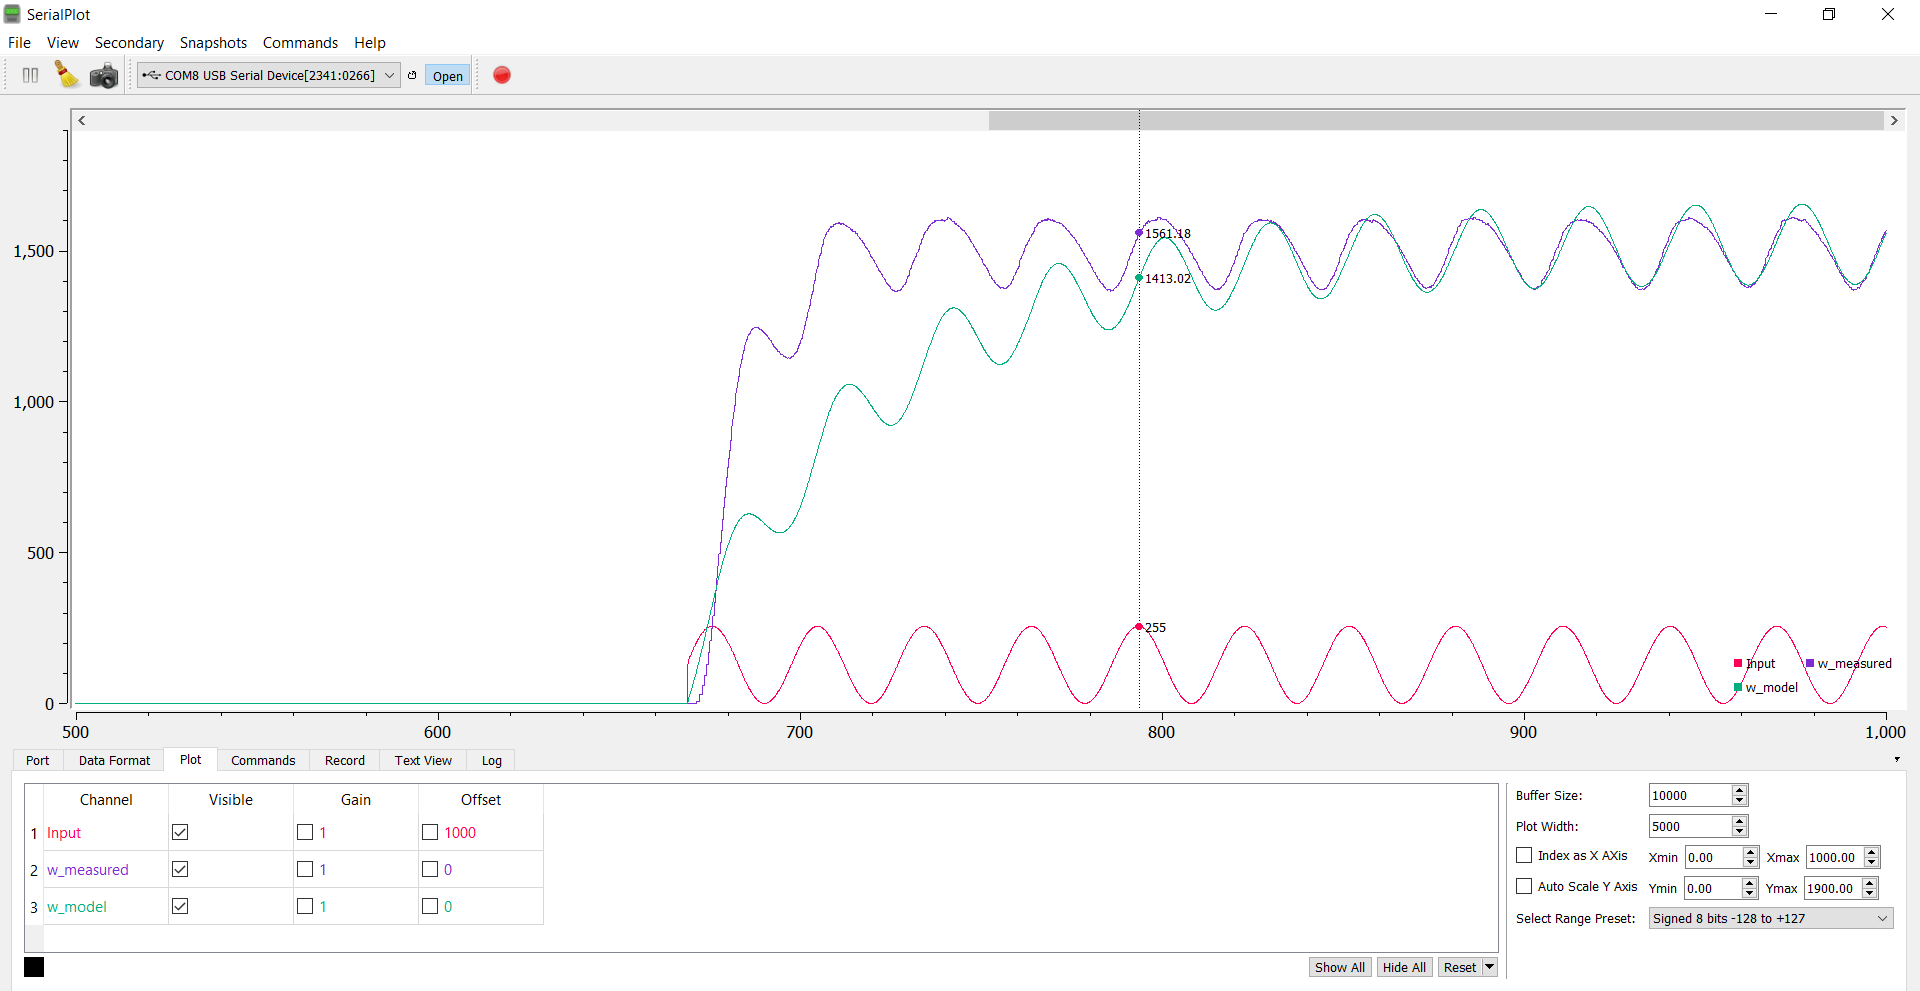 SerialPlot
File View Secondary Snapshots Commands Help
COM8 USB Serial Device[2341:0266] Open
1,500
1,000
500
0
1561.18
1413.02
255
Input w_measured
w_model
500 600 700 800 900 1,000
Port Data Format Plot Commands Record Text View Log
Channel Visible Gain Offset
1 Input 1 1000
2 w_measured 1 0
3 w_model 1 0
Buffer Size: 10000
Plot Width: 5000
Index as X AXis Xmin 0.00 Xmax 1000.00
Auto Scale Y Axis Ymin 0.00 Ymax 1900.00
Select Range Preset: Signed 8 bits -128 to +127
Show All Hide All Reset